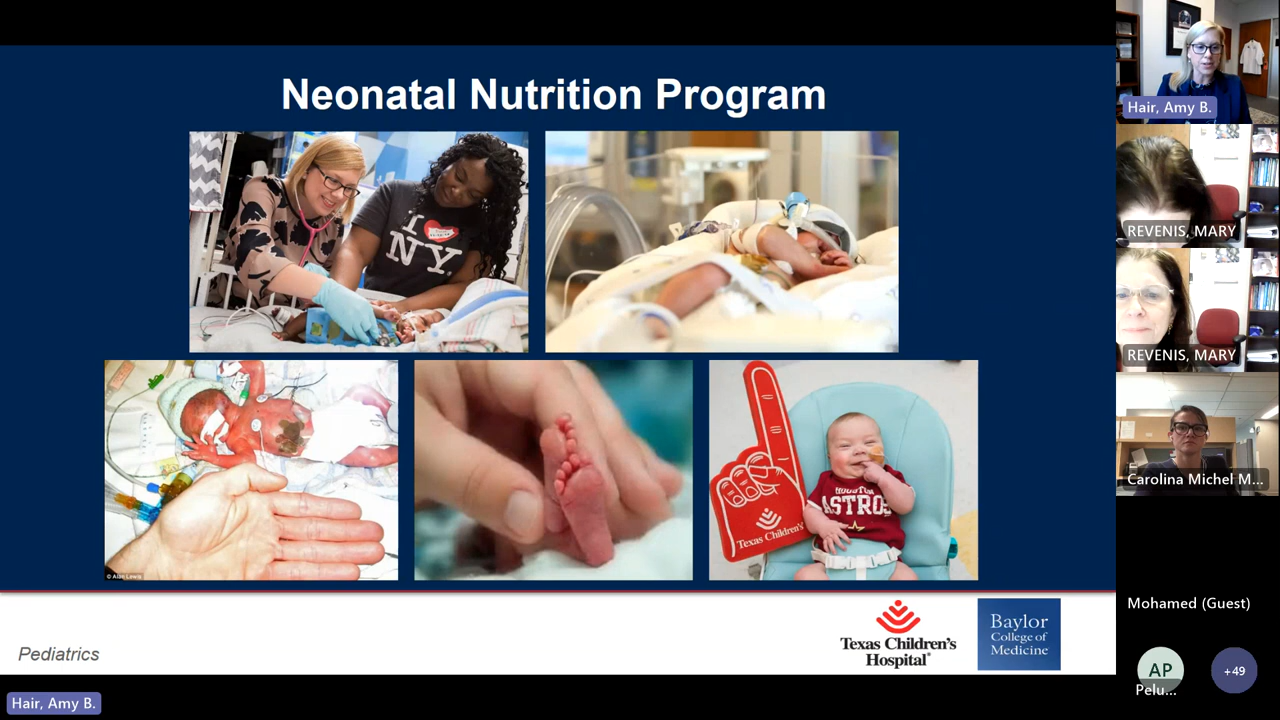 Neonatal Nutrition Program
I
NY
© Alan Lewis
HOUSTON
ASTROS
Texas Children's
Pediatrics
Texas Children's
Hospital®
Baylor
College of
Medicine
Hair, Amy B.
Hair, Amy B.
REVENIS, MARY
REVENIS, MARY
Carolina Michel M...
Mohamed (Guest)
AP
Pelu...
+49